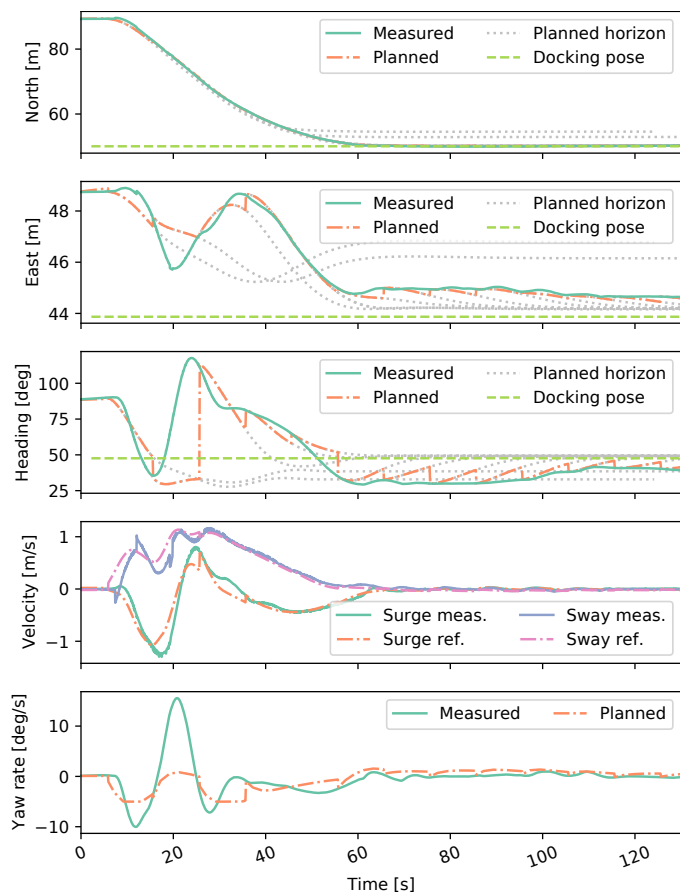 North [m]
80
60
Measured
Planned
Planned horizon
Docking pose
East [m]
48
46
44
Measured
Planned
Planned horizon
Docking pose
Heading [deg]
100
75
50
25
Measured
Planned
Planned horizon
Docking pose
Velocity [m/s]
1
0
−1
Surge meas.
Surge ref.
Sway meas.
Sway ref.
Yaw rate [deg/s]
10
0
−10
Measured
Planned
0
20
40
60
80
100
120
Time [s]